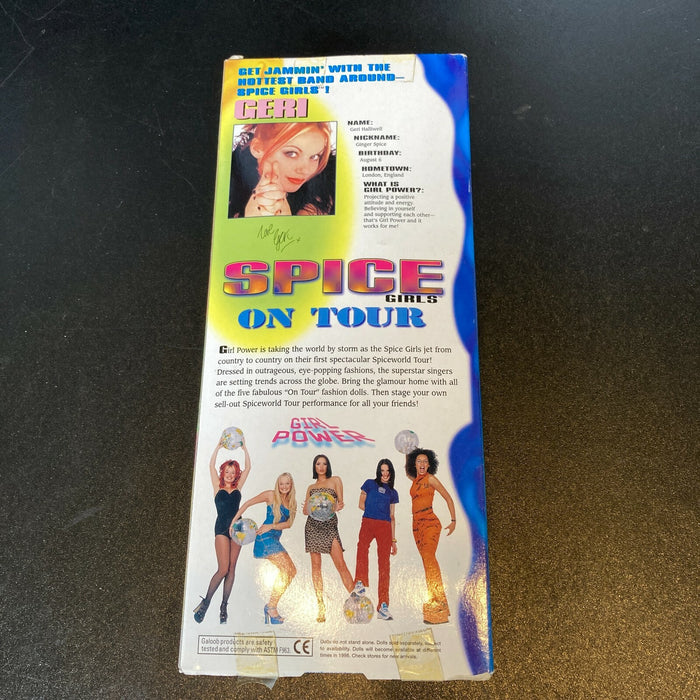 GET JAMMIN' WITH THE
HOTTEST BAND AROUND—
SPICE GIRLS™!
GERI
NAME:
Geri Halliwell
NICKNAME:
Ginger Spice
BIRTHDAY:
August 6
HOMETOWN:
London, England
WHAT IS
GIRL POWER?:
Projecting a positive
attitude and energy.
Believing in yourself
and supporting each other—
that's Girl Power and it
works for me!
love
Geri
x
SPICE
GIRLS™
ON TOUR
Girl Power is taking the world by storm as the Spice Girls jet from
country to country on their first spectacular Spiceworld Tour!
Dressed in outrageous, eye-popping fashions, the superstar singers
are setting trends across the globe. Bring the glamour home with all
of the five fabulous "On Tour" fashion dolls. Then stage your own
sell-out Spiceworld Tour performance for all your friends!
GIRL
POWER
Galoob products are safety
tested and comply with ASTM F963.
CE
Dolls do not stand alone. Dolls sold separately, subject
to availability. Dolls will become available at different
times in 1998. Check stores for new arrivals.